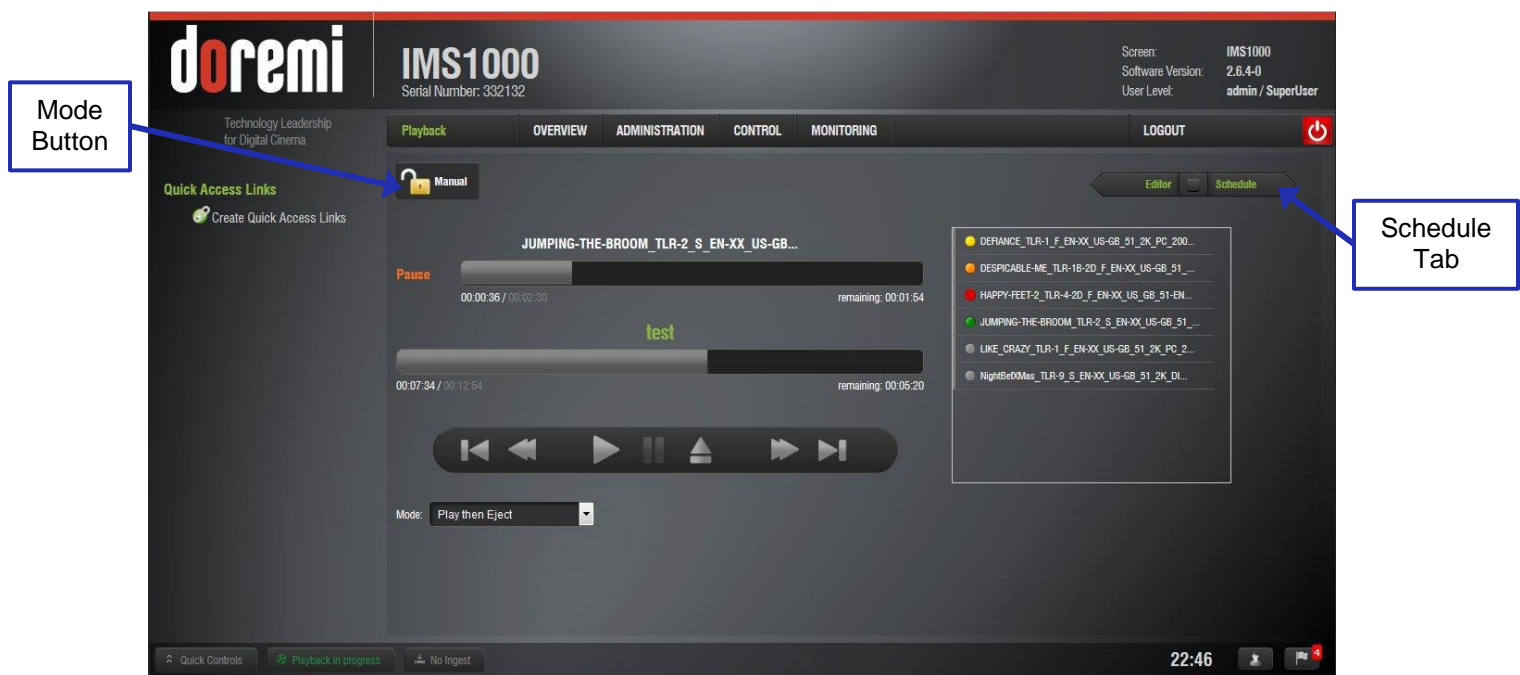 doremi
Technology Leadership
for Digital Cinema
IMS1000
Serial Number: 332132
Screen: IMS1000
Software Version: 2.6.4-0
User Level: admin / SuperUser
Mode
Button
Playback OVERVIEW ADMINISTRATION CONTROL MONITORING LOGOUT
Quick Access Links
Create Quick Access Links
Manual
Editor Schedule
Schedule
Tab
JUMPING-THE-BROOM_TLR-2_S_EN-XX_US-GB...
Pause
00:00:36 / 00:02:30 remaining: 00:01:54
test
00:07:34 / 00:12:54 remaining: 00:05:20
Mode: Play then Eject
DEFIANCE_TLR-1_F_EN-XX_US-GB_51_2K_PC_200...
DESPICABLE-ME_TLR-1B-2D_F_EN-XX_US-GB_51_...
HAPPY-FEET-2_TLR-4-2D_F_EN-XX_US_GB_51-EN...
JUMPING-THE-BROOM_TLR-2_S_EN-XX_US-GB_51_...
LIKE_CRAZY_TLR-1_F_EN-XX_US-GB_51_2K_PC_2...
NightBefXMas_TLR-9_S_EN-XX_US-GB_51_2K_DI...
Quick Controls Playback in progress No Ingest 22:46 4